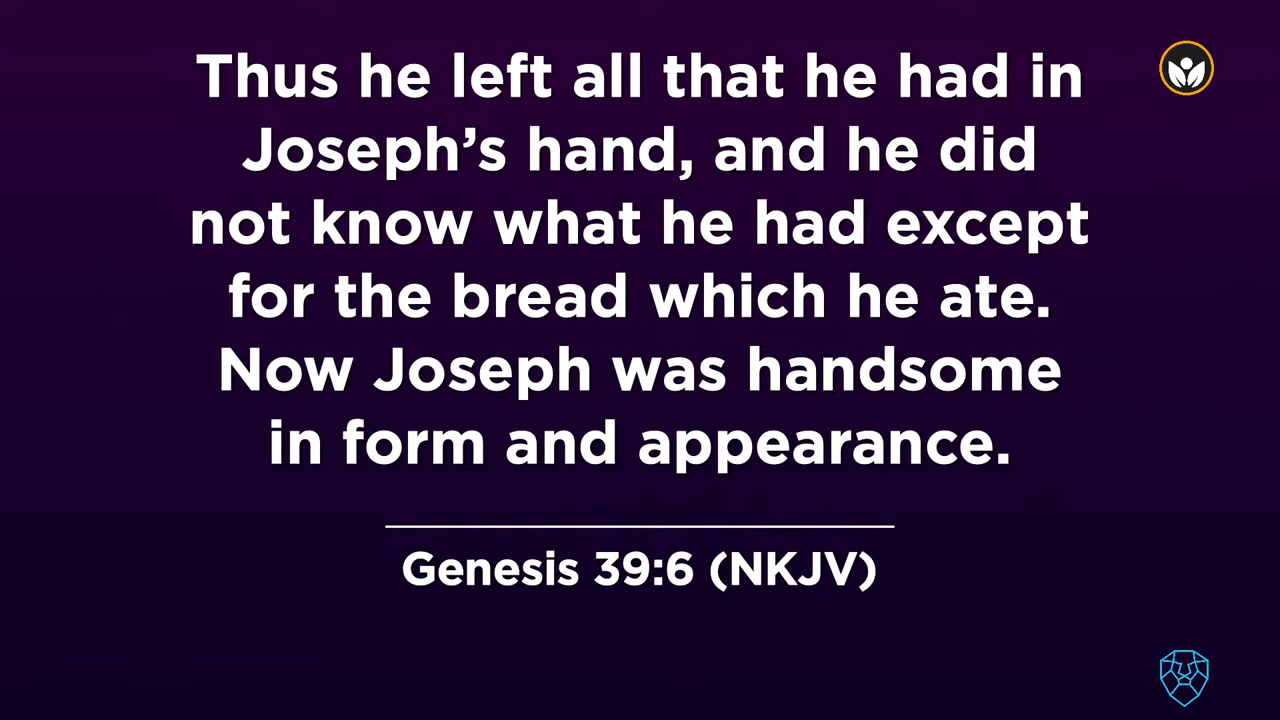 Thus he left all that he had in
Joseph’s hand, and he did
not know what he had except
for the bread which he ate.
Now Joseph was handsome
in form and appearance.
Genesis 39:6 (NKJV)